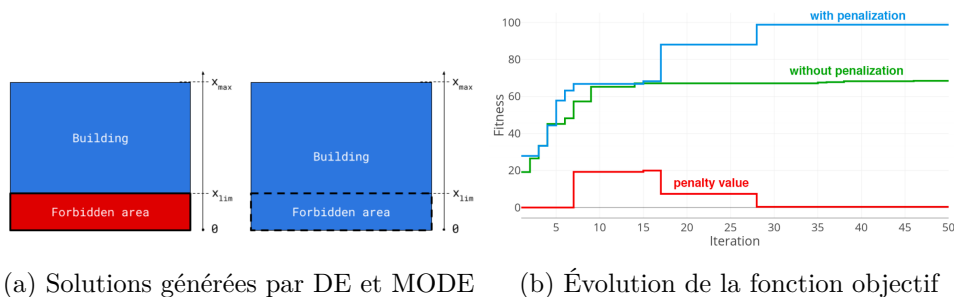 x_max
Building
x_lim
Forbidden area
0
x_max
Building
x_lim
Forbidden area
0
(a) Solutions générées par DE et MODE
100
80
60
40
20
0
Fitness
with penalization
without penalization
penalty value
5 10 15 20 25 30 35 40 45 50
Iteration
(b) Évolution de la fonction objectif